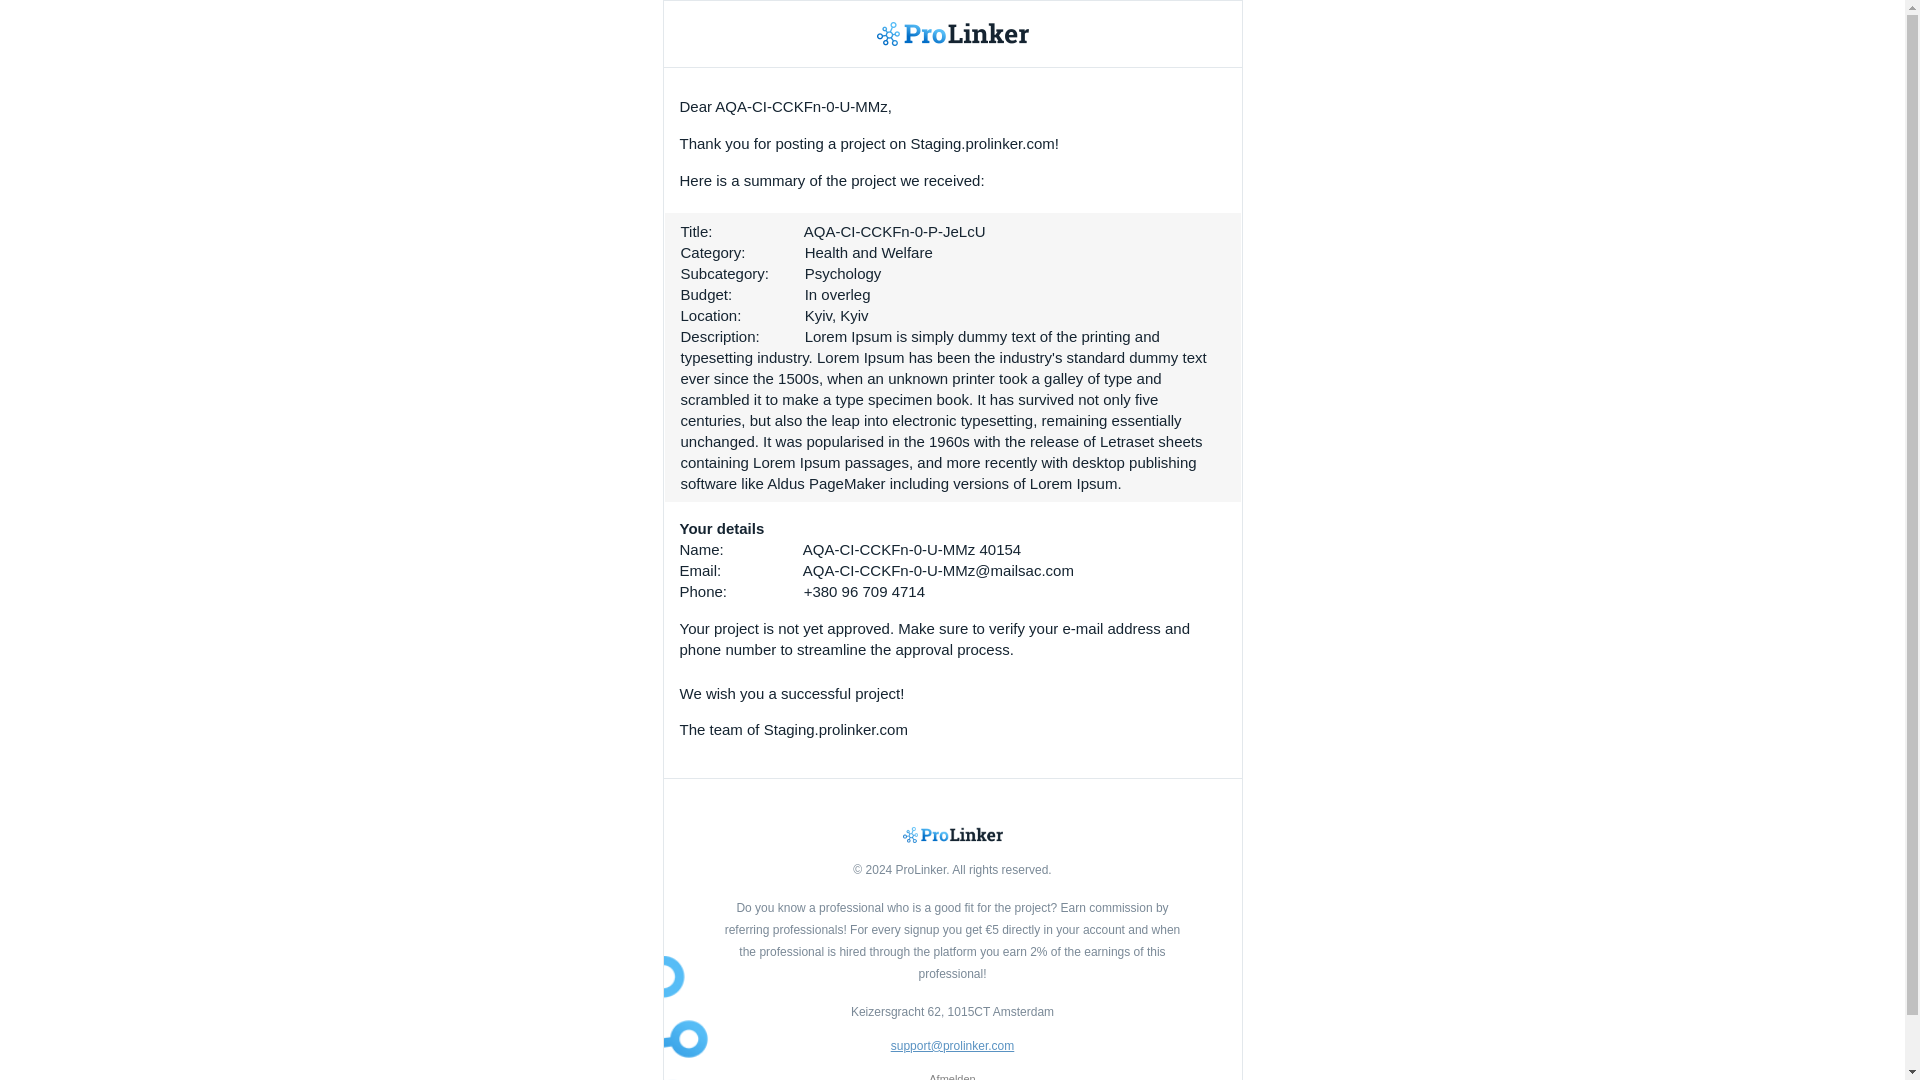 ProLinker
Dear AQA-CI-CCKFn-0-U-MMz,
Thank you for posting a project on Staging.prolinker.com!
Here is a summary of the project we received:
Title: AQA-CI-CCKFn-0-P-JeLcU
Category: Health and Welfare
Subcategory: Psychology
Budget: In overleg
Location: Kyiv, Kyiv
Description: Lorem Ipsum is simply dummy text of the printing and
typesetting industry. Lorem Ipsum has been the industry's standard dummy text
ever since the 1500s, when an unknown printer took a galley of type and
scrambled it to make a type specimen book. It has survived not only five
centuries, but also the leap into electronic typesetting, remaining essentially
unchanged. It was popularised in the 1960s with the release of Letraset sheets
containing Lorem Ipsum passages, and more recently with desktop publishing
software like Aldus PageMaker including versions of Lorem Ipsum.
Your details
Name: AQA-CI-CCKFn-0-U-MMz 40154
Email: AQA-CI-CCKFn-0-U-MMz@mailsac.com
Phone: +380 96 709 4714
Your project is not yet approved. Make sure to verify your e-mail address and
phone number to streamline the approval process.
We wish you a successful project!
The team of Staging.prolinker.com
ProLinker
© 2024 ProLinker. All rights reserved.
Do you know a professional who is a good fit for the project? Earn commission by
referring professionals! For every signup you get €5 directly in your account and when
the professional is hired through the platform you earn 2% of the earnings of this
professional!
Keizersgracht 62, 1015CT Amsterdam
support@prolinker.com
Afmelden